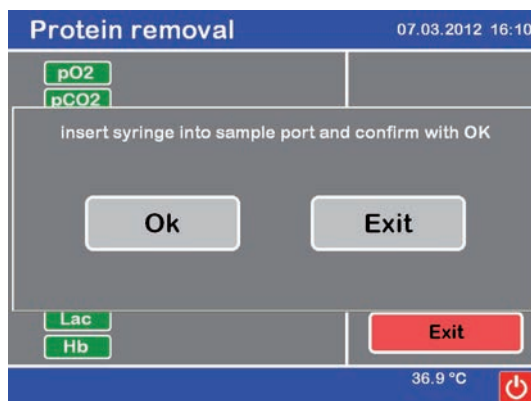 Protein removal
07.03.2012 16:10
pO2
pCO2
insert syringe into sample port and confirm with OK
Ok
Exit
Lac
Hb
Exit
36.9 °C